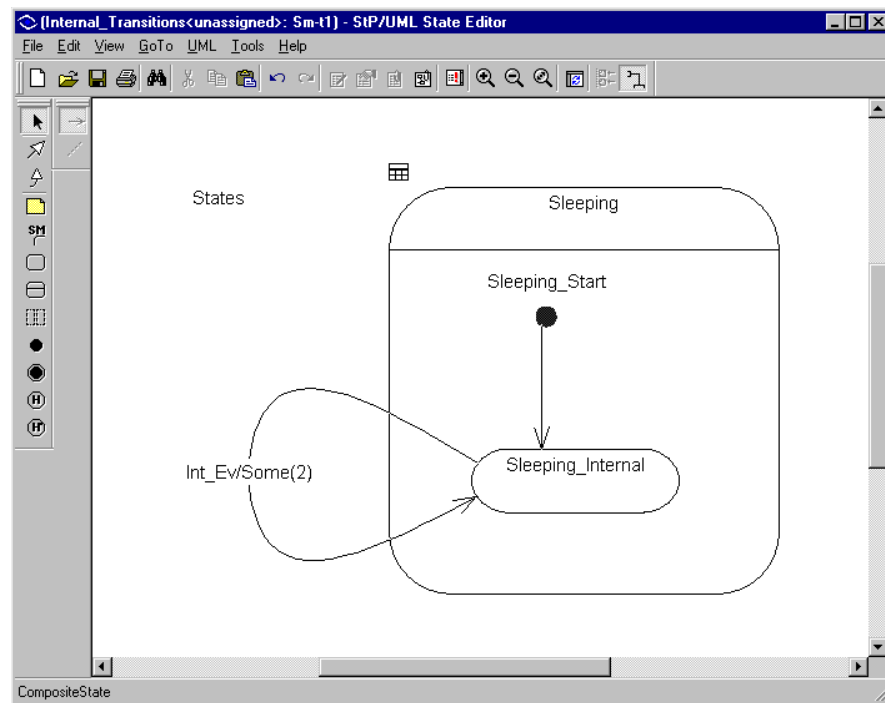 (Internal_Transitions<unassigned>: Sm-t1) - StP/UML State Editor
File Edit View GoTo UML Tools Help
States
Sleeping
Sleeping_Start
SM
Int_Ev/Some(2)
Sleeping_Internal
H
H*
CompositeState